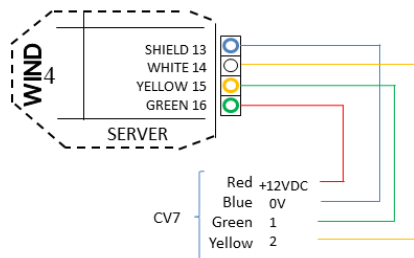 WIND
4
SHIELD 13
WHITE 14
YELLOW 15
GREEN 16
SERVER
CV7
Red +12VDC
Blue 0V
Green 1
Yellow 2